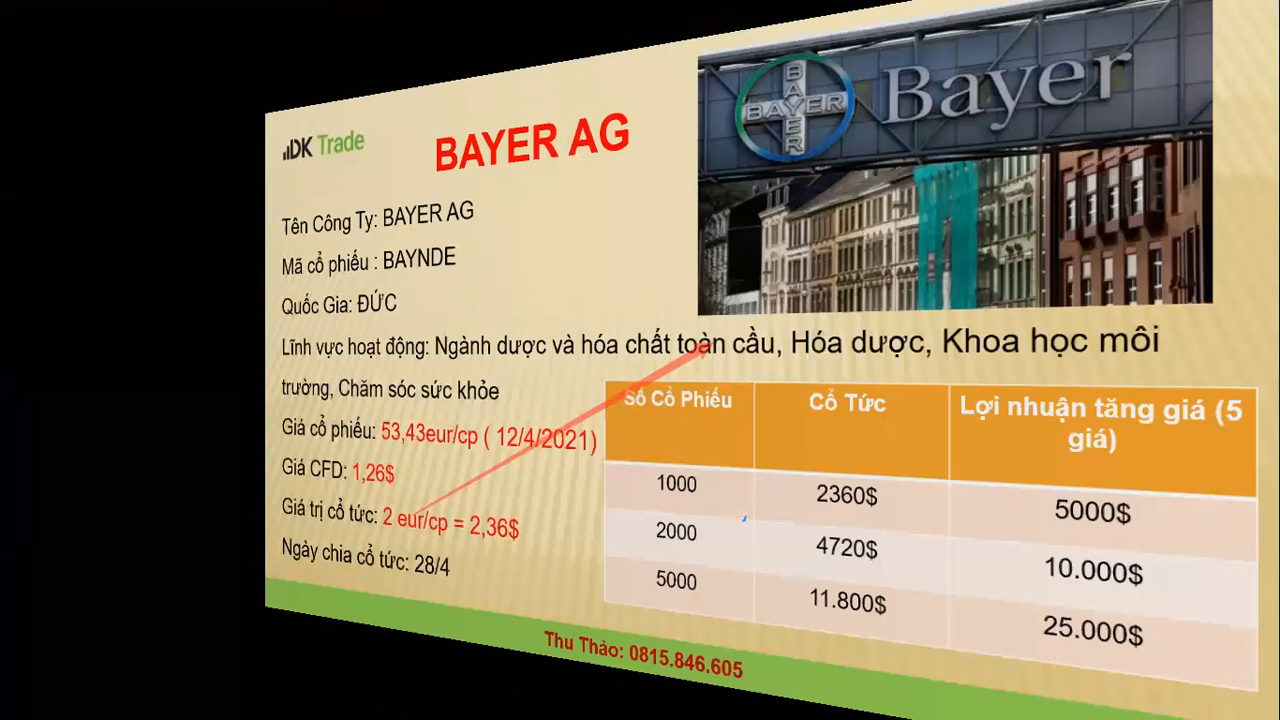 DK Trade
BAYER AG
BAYER
BAYER
Bayer
Tên Công Ty: BAYER AG
Mã cổ phiếu : BAYNDE
Quốc Gia: ĐỨC
Lĩnh vực hoạt động: Ngành dược và hóa chất toàn cầu, Hóa dược, Khoa học môi
trường, Chăm sóc sức khỏe
Giá cổ phiếu: 53,43eur/cp ( 12/4/2021)
Giá CFD: 1,26$
Giá trị cổ tức: 2 eur/cp = 2,36$
Ngày chia cổ tức: 28/4
Số Cổ Phiếu Cổ Tức Lợi nhuận tăng giá (5
giá)
1000 2360$ 5000$
2000 4720$ 10.000$
5000 11.800$ 25.000$
Thu Thảo: 0815.846.605